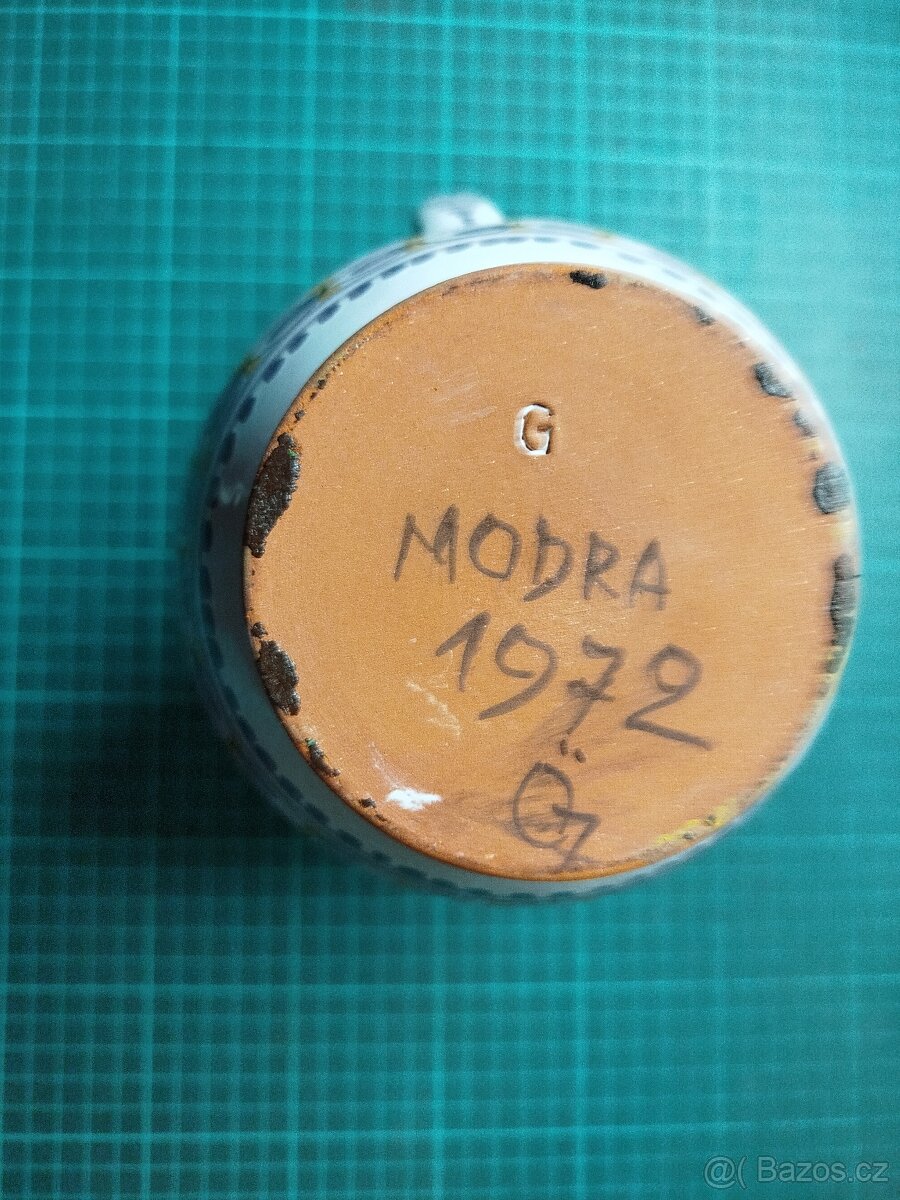 G
MODRA
1972
@( Bazos.cz